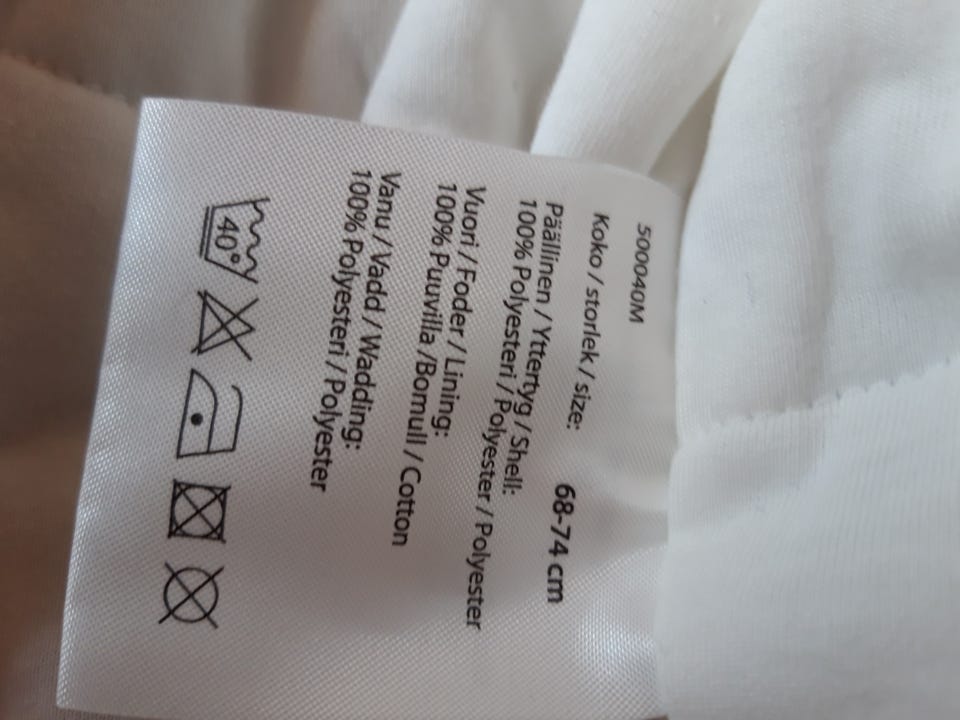 500040M
Koko / storlek / size:
68-74 cm
Päällinen / Yttertyg / Shell:
100% Polyesteri / Polyester / Polyester
Vuori / Foder / Lining:
100% Puuvilla /Bomull / Cotton
Vanu / Vadd / Wadding:
100% Polyesteri / Polyester
40°